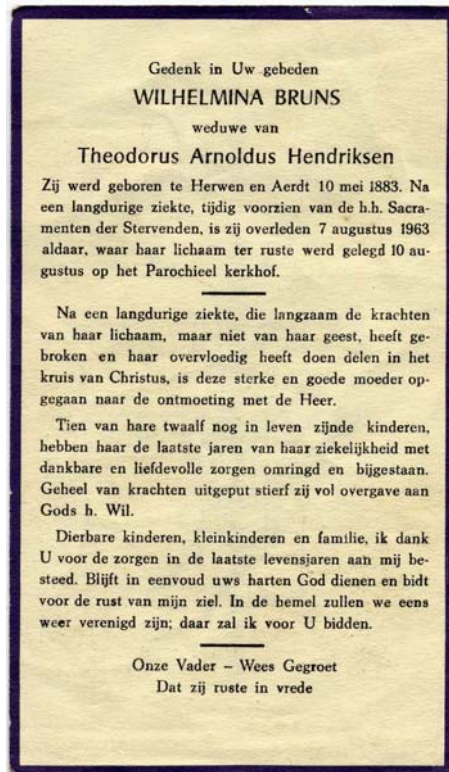 Gedenk in Uw gebeden
WILHELMINA BRUNS
weduwe van
Theodorus Arnoldus Hendriksen
Zij werd geboren te Herwen en Aerdt 10 mei 1883. Na
een langdurige ziekte, tijdig voorzien van de h.h. Sacra-
menten der Stervenden, is zij overleden 7 augustus 1963
aldaar, waar haar lichaam ter ruste werd gelegd 10 au-
gustus op het Parochieel kerkhof.
Na een langdurige ziekte, die langzaam de krachten
van haar lichaam, maar niet van haar geest, heeft ge-
broken en haar overvloedig heeft doen delen in het
kruis van Christus, is deze sterke en goede moeder op-
gegaan naar de ontmoeting met de Heer.
Tien van hare twaalf nog in leven zijnde kinderen,
hebben haar de laatste jaren van haar ziekelijkheid met
dankbare en liefdevolle zorgen omringd en bijgestaan.
Geheel van krachten uitgeput stierf zij vol overgave aan
Gods h. Wil.
Dierbare kinderen, kleinkinderen en familie, ik dank
U voor de zorgen in de laatste levensjaren aan mij be-
steed. Blijft in eenvoud uws harten God dienen en bidt
voor de rust van mijn ziel. In de hemel zullen we eens
weer verenigd zijn; daar zal ik voor U bidden.
Onze Vader – Wees Gegroet
Dat zij ruste in vrede